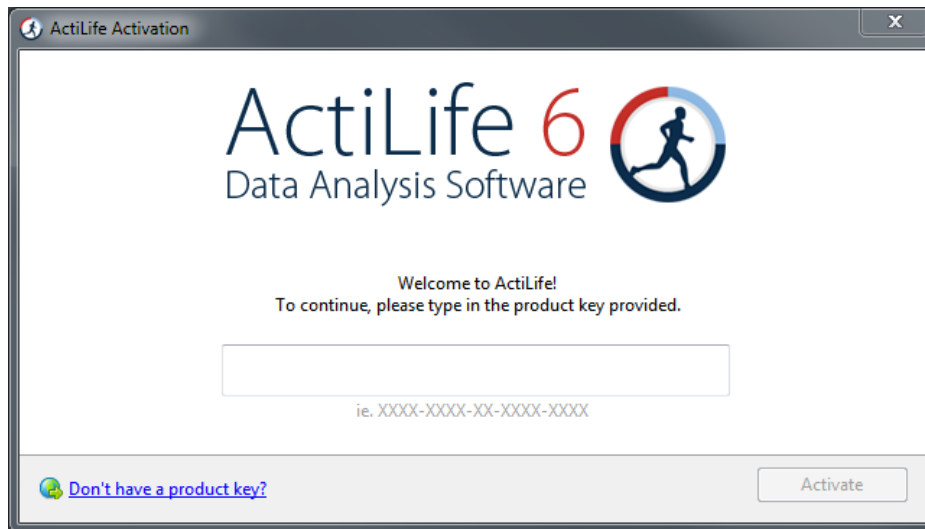 ActiLife Activation
X
ActiLife 6
Data Analysis Software
Welcome to ActiLife!
To continue, please type in the product key provided.
ie. XXXX-XXXX-XX-XXXX-XXXX
Don't have a product key?
Activate